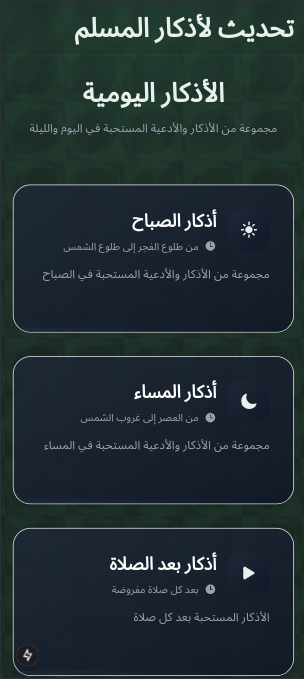 تحديث لأذكار المسلم
الأذكار اليومية
مجموعة من الأذكار والأدعية المستحبة في اليوم والليلة
أذكار الصباح
من طلوع الفجر إلى طلوع الشمس
مجموعة من الأذكار والأدعية المستحبة في الصباح
أذكار المساء
من العصر إلى غروب الشمس
مجموعة من الأذكار والأدعية المستحبة في المساء
أذكار بعد الصلاة
بعد كل صلاة مفروضة
الأذكار المستحبة بعد كل صلاة